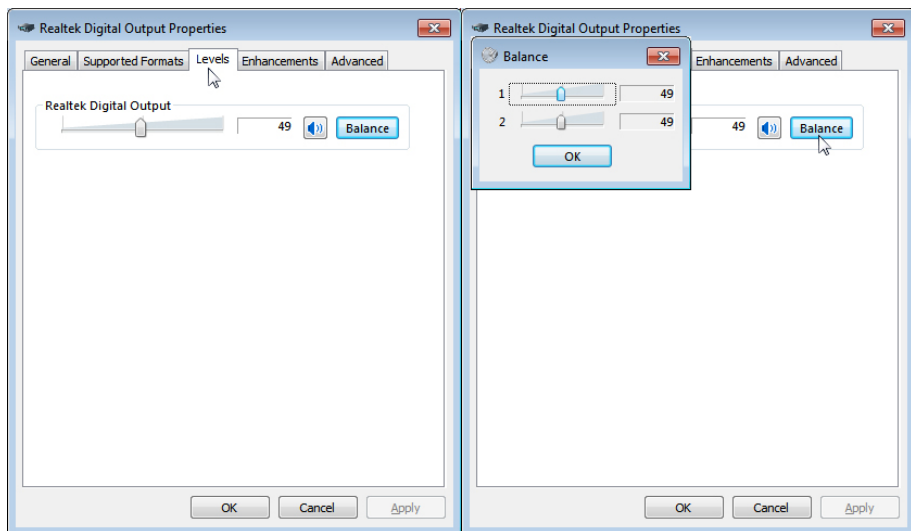 Realtek Digital Output Properties
General Supported Formats Levels Enhancements Advanced
Realtek Digital Output
49 Balance
OK Cancel Apply
Realtek Digital Output Properties
Balance
Enhancements Advanced
1 49
2 49
OK
49 Balance
OK Cancel Apply